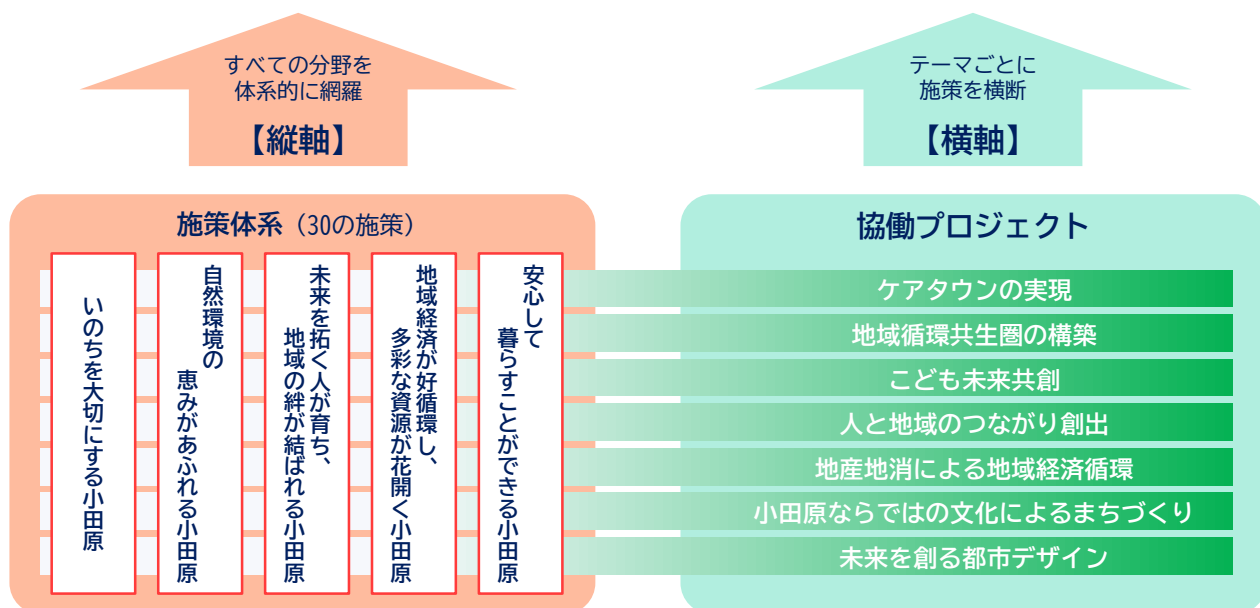 すべての分野を
体系的に網羅
【縦軸】
施策体系（30の施策）
いのちを大切にする小田原
自然環境の
恵みがあふれる小田原
未来を拓く人が育ち、
地域の絆が結ばれる小田原
地域経済が好循環し、
多彩な資源が花開く小田原
安心して
暮らすことができる小田原
テーマごとに
施策を横断
【横軸】
協働プロジェクト
ケアタウンの実現
地域循環共生圏の構築
こども未来共創
人と地域のつながり創出
地産地消による地域経済循環
小田原ならではの文化によるまちづくり
未来を創る都市デザイン